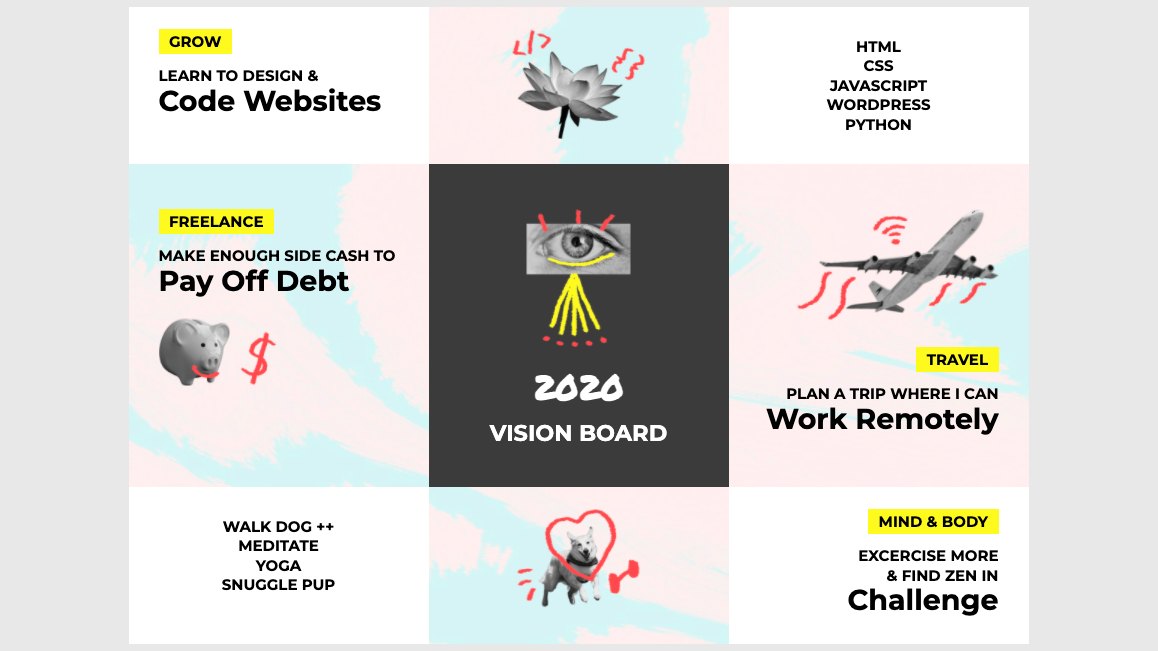 GROW
LEARN TO DESIGN &
Code Websites
</>
{}
HTML
CSS
JAVASCRIPT
WORDPRESS
PYTHON
FREELANCE
MAKE ENOUGH SIDE CASH TO
Pay Off Debt
$
2020
VISION BOARD
TRAVEL
PLAN A TRIP WHERE I CAN
Work Remotely
WALK DOG ++
MEDITATE
YOGA
SNUGGLE PUP
MIND & BODY
EXCERCISE MORE
& FIND ZEN IN
Challenge